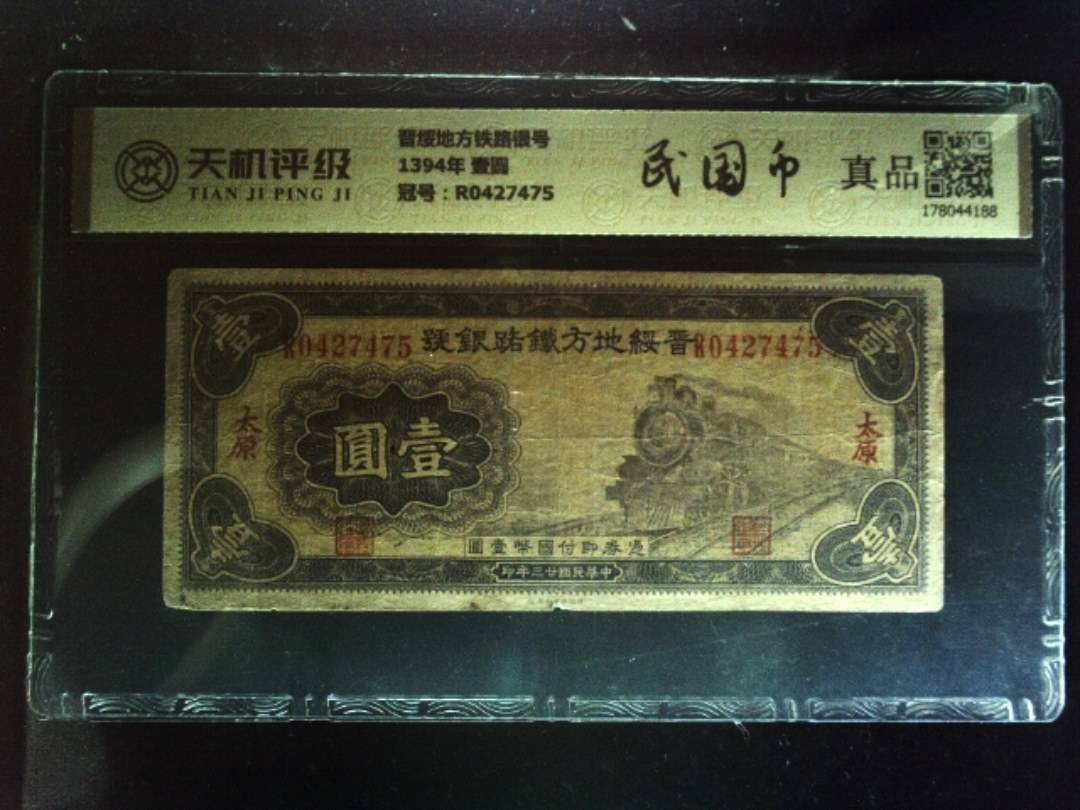 天机评级
TIAN JI PING JI
晋绥地方铁路银号
1394年 壹圆
冠号：R0427475
民国币
真品
178044188
壹
壹
R0427475
晉綏地方鐵路銀號
R0427475
太原
太原
壹圓
憑券即付國幣壹圓
中華民國廿三年印
壹
壹